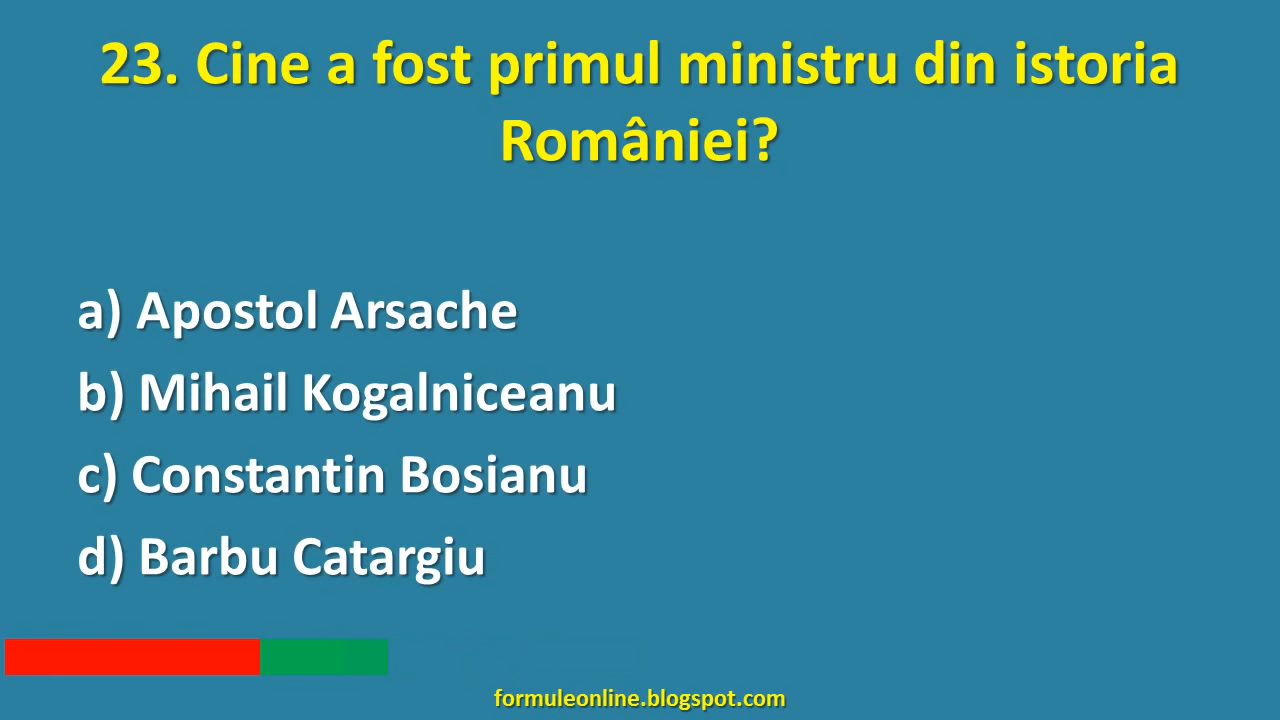 23. Cine a fost primul ministru din istoria
României?
a) Apostol Arsache
b) Mihail Kogalniceanu
c) Constantin Bosianu
d) Barbu Catargiu
formuleonline.blogspot.com